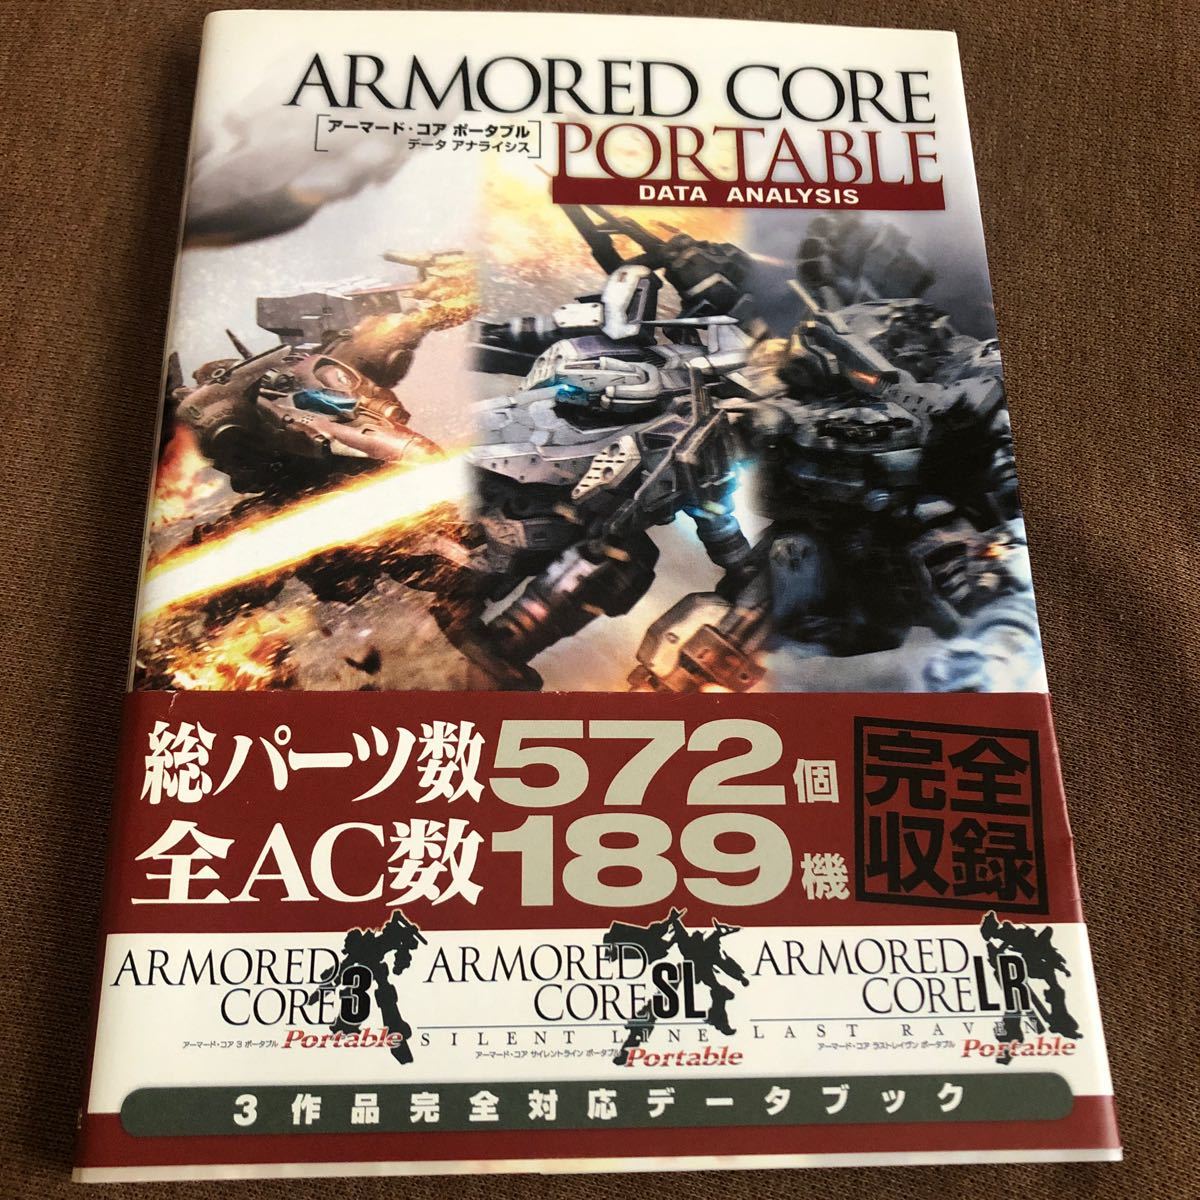 ARMORED CORE
アーマード・コア ポータブル
データ アナライシス
PORTABLE
DATA ANALYSIS
総パーツ数572個
全AC数189機
完全
収録
ARMORED
CORE3
Portable
アーマード・コア 3 ポータブル
ARMORED
CORESL
SILENT LINE
アーマード・コア サイレントライン ポータブル
Portable
ARMORED
CORELR
LAST RAVEN
アーマード・コア ラストレイヴン ポータブル
Portable
3作品完全対応データブック